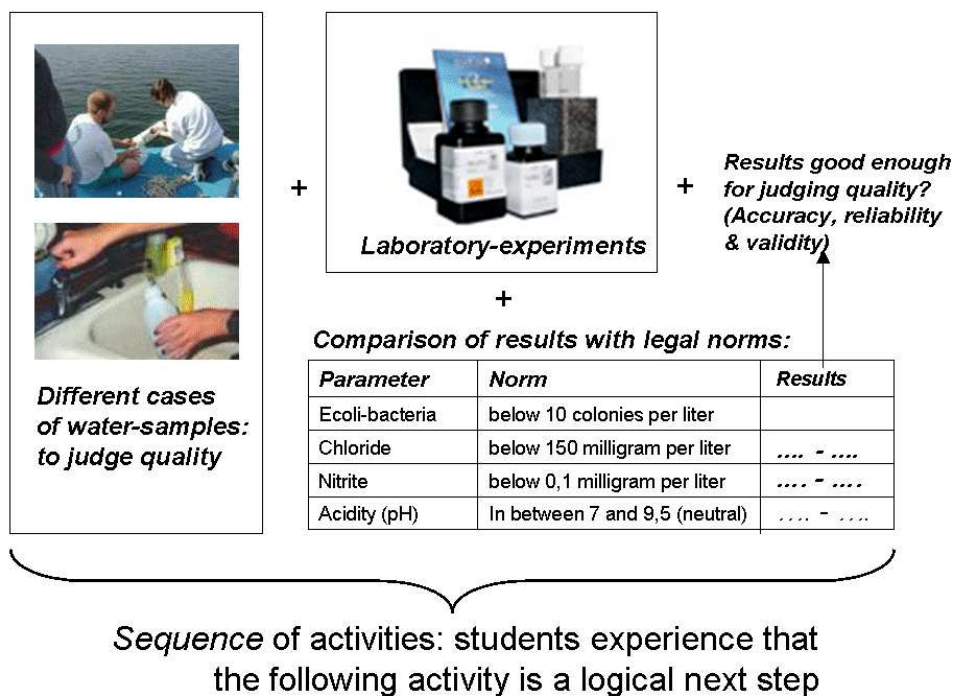 Different cases
of water-samples:
to judge quality
+
Laboratory-experiments
+
Results good enough
for judging quality?
(Accuracy, reliability
& validity)
+
Comparison of results with legal norms:
Parameter Norm Results
Ecoli-bacteria below 10 colonies per liter
Chloride below 150 milligram per liter .... - ....
Nitrite below 0,1 milligram per liter .... - ....
Acidity (pH) In between 7 and 9,5 (neutral) .... - ....
Sequence of activities: students experience that
the following activity is a logical next step